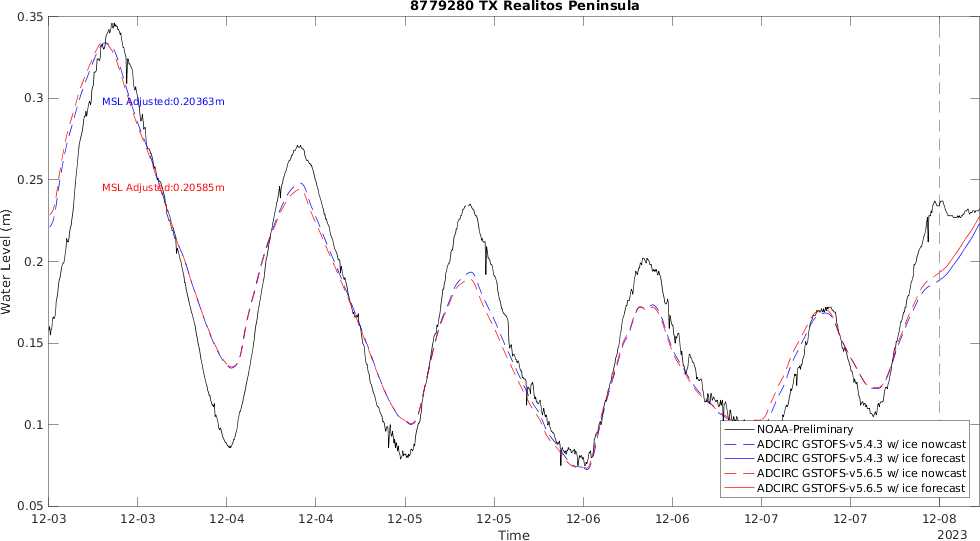 8779280 TX Realitos Peninsula
0.35
0.3
0.25
0.2
0.15
0.1
0.05
Water Level (m)
MSL Adjusted:0.20363m
MSL Adjusted:0.20585m
NOAA-Preliminary
ADCIRC GSTOFS-v5.4.3 w/ ice nowcast
ADCIRC GSTOFS-v5.4.3 w/ ice forecast
ADCIRC GSTOFS-v5.6.5 w/ ice nowcast
ADCIRC GSTOFS-v5.6.5 w/ ice forecast
12-03 12-03 12-04 12-04 12-05 12-05 12-06 12-06 12-07 12-07 12-08
Time
2023